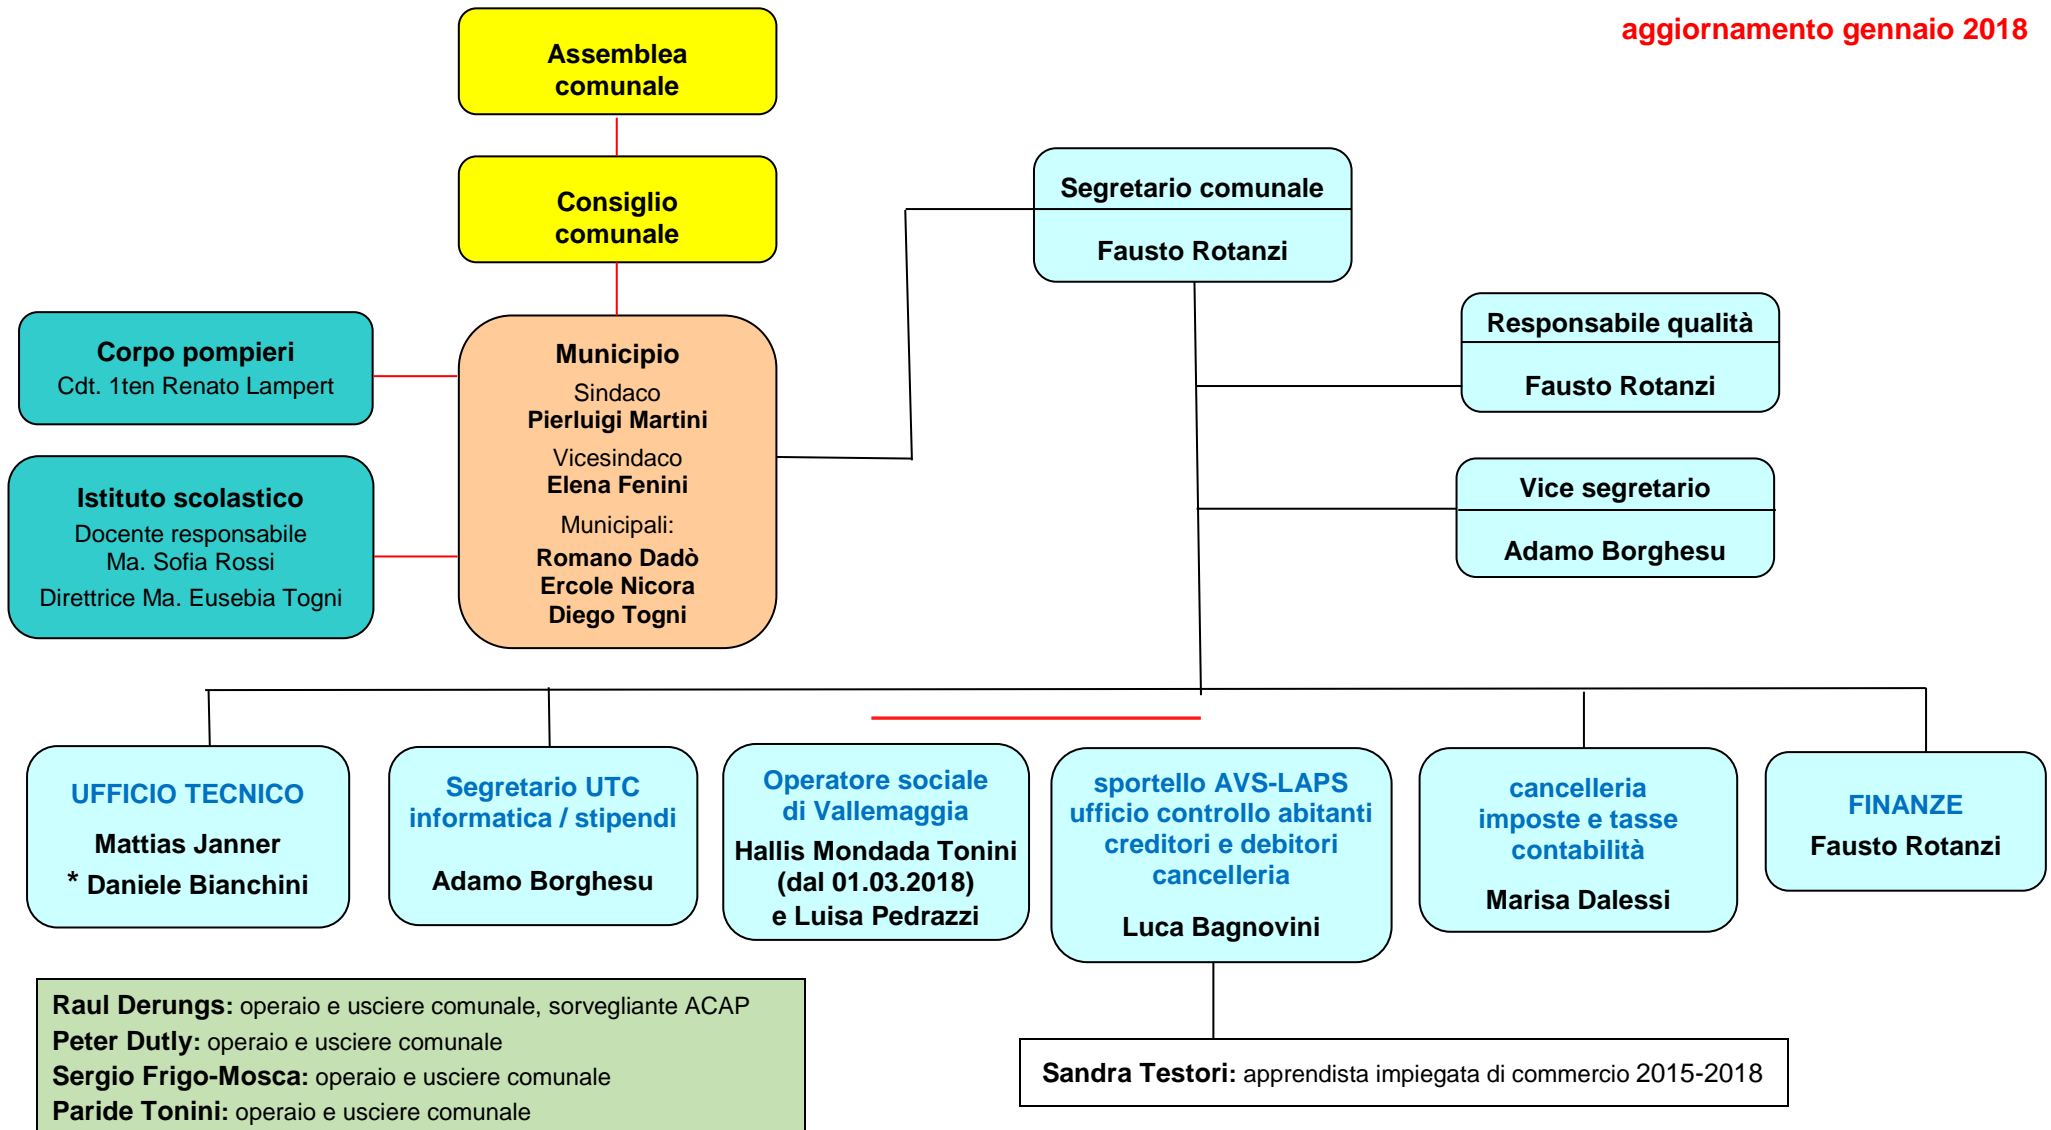 aggiornamento gennaio 2018
Assemblea
comunale
Consiglio
comunale
Segretario comunale
Fausto Rotanzi
Responsabile qualità
Fausto Rotanzi
Vice segretario
Adamo Borghesu
Corpo pompieri
Cdt. 1ten Renato Lampert
Istituto scolastico
Docente responsabile
Ma. Sofia Rossi
Direttrice Ma. Eusebia Togni
Municipio
Sindaco
Pierluigi Martini
Vicesindaco
Elena Fenini
Municipali:
Romano Dadò
Ercole Nicora
Diego Togni
UFFICIO TECNICO
Mattias Janner
* Daniele Bianchini
Segretario UTC
informatica / stipendi
Adamo Borghesu
Operatore sociale
di Vallemaggia
Hallis Mondada Tonini
(dal 01.03.2018)
e Luisa Pedrazzi
sportello AVS-LAPS
ufficio controllo abitanti
creditori e debitori
cancelleria
Luca Bagnovini
cancelleria
imposte e tasse
contabilità
Marisa Dalessi
FINANZE
Fausto Rotanzi
Raul Derungs: operaio e usciere comunale, sorvegliante ACAP
Peter Dutly: operaio e usciere comunale
Sergio Frigo-Mosca: operaio e usciere comunale
Paride Tonini: operaio e usciere comunale
Sandra Testori: apprendista impiegata di commercio 2015-2018